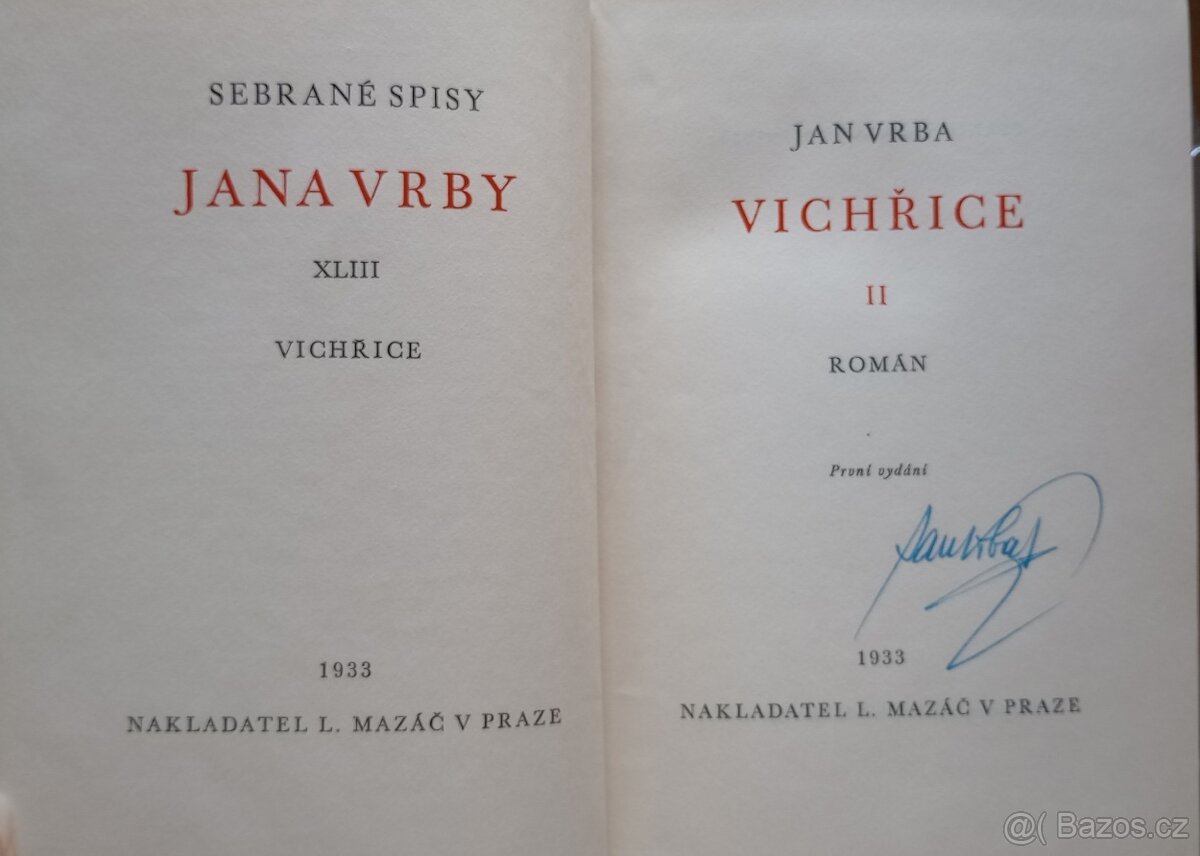 SEBRANÉ SPISY
JANA VRBY
XLIII
VICHŘICE
1933
NAKLADATEL L. MAZÁČ V PRAZE
JAN VRBA
VICHŘICE
II
ROMÁN
První vydání
1933
NAKLADATEL L. MAZÁČ V PRAZE
@( Bazos.cz